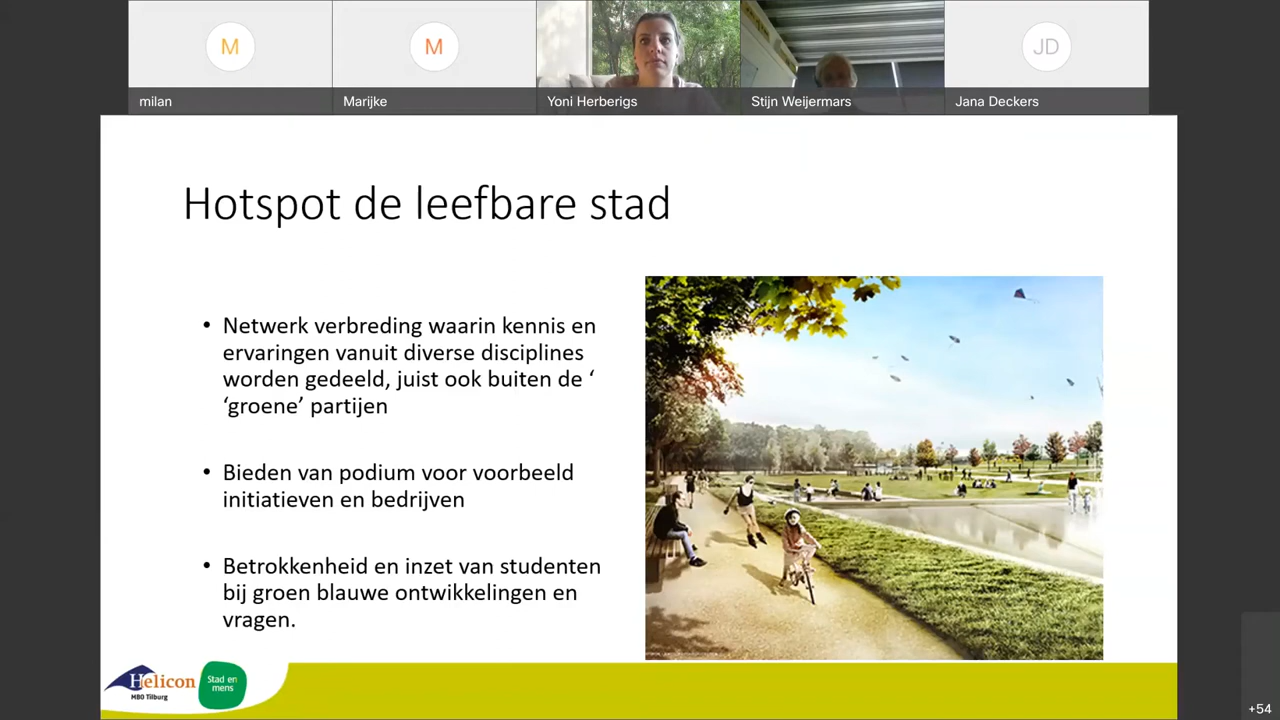 M
M
JD
milan
Marijke
Yoni Herberigs
Stijn Weijermars
Jana Deckers
Hotspot de leefbare stad
• Netwerk verbreding waarin kennis en
ervaringen vanuit diverse disciplines
worden gedeeld, juist ook buiten de ‘
‘groene’ partijen
• Bieden van podium voor voorbeeld
initiatieven en bedrijven
• Betrokkenheid en inzet van studenten
bij groen blauwe ontwikkelingen en
vragen.
Helicon
MBO Tilburg
Stad en
mens
+54